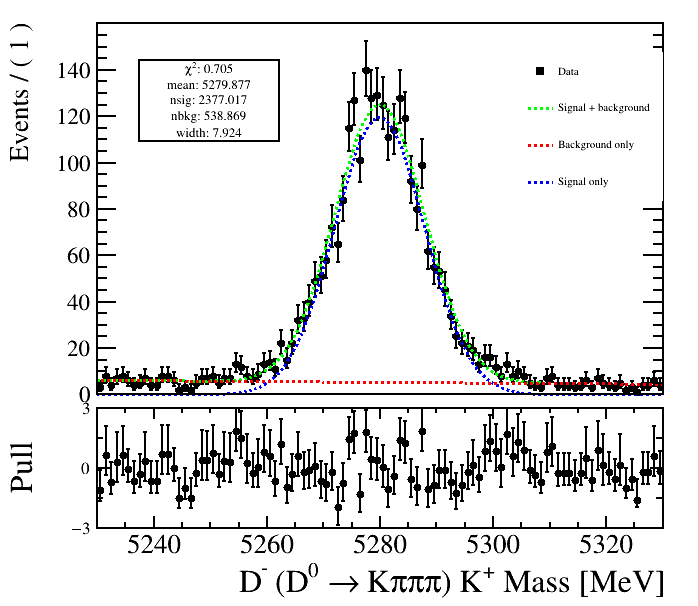 Events / ( 1 )
140
120
100
80
60
40
20
0
χ²: 0.705
mean: 5279.877
nsig: 2377.017
nbkg: 538.869
width: 7.924
Data
Signal + background
Background only
Signal only
Pull
3
0
−3
5240 5260 5280 5300 5320
D⁻ (D⁰ → Kπππ) K⁺ Mass [MeV]